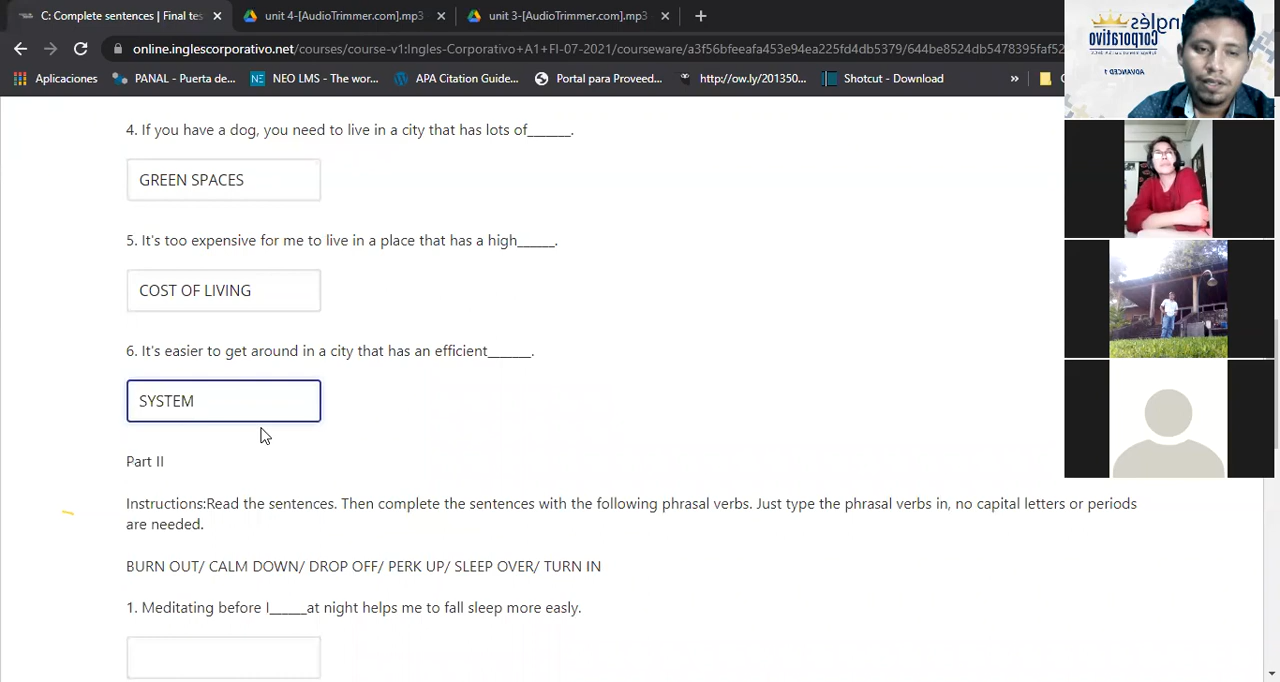 C: Complete sentences | Final tes
unit 4-[AudioTrimmer.com].mp3
unit 3-[AudioTrimmer.com].mp3
online.inglescorporativo.net/courses/course-v1:Ingles-Corporativo+A1+FI-07-2021/courseware/a3f56bfeeafa453e94ea225fd4db5379/644be8524db5478395faf52
Aplicaciones
PANAL - Puerta de...
NEO LMS - The wor...
APA Citation Guide...
Portal para Proveed...
http://ow.ly/201350...
Shotcut - Download
»
Inglés
Corporativo
ADVANCED 1
4. If you have a dog, you need to live in a city that has lots of______.
GREEN SPACES
5. It's too expensive for me to live in a place that has a high_____.
COST OF LIVING
6. It's easier to get around in a city that has an efficient______.
SYSTEM
Part II
Instructions:Read the sentences. Then complete the sentences with the following phrasal verbs. Just type the phrasal verbs in, no capital letters or periods
are needed.
BURN OUT/ CALM DOWN/ DROP OFF/ PERK UP/ SLEEP OVER/ TURN IN
1. Meditating before I_____at night helps me to fall sleep more easily.